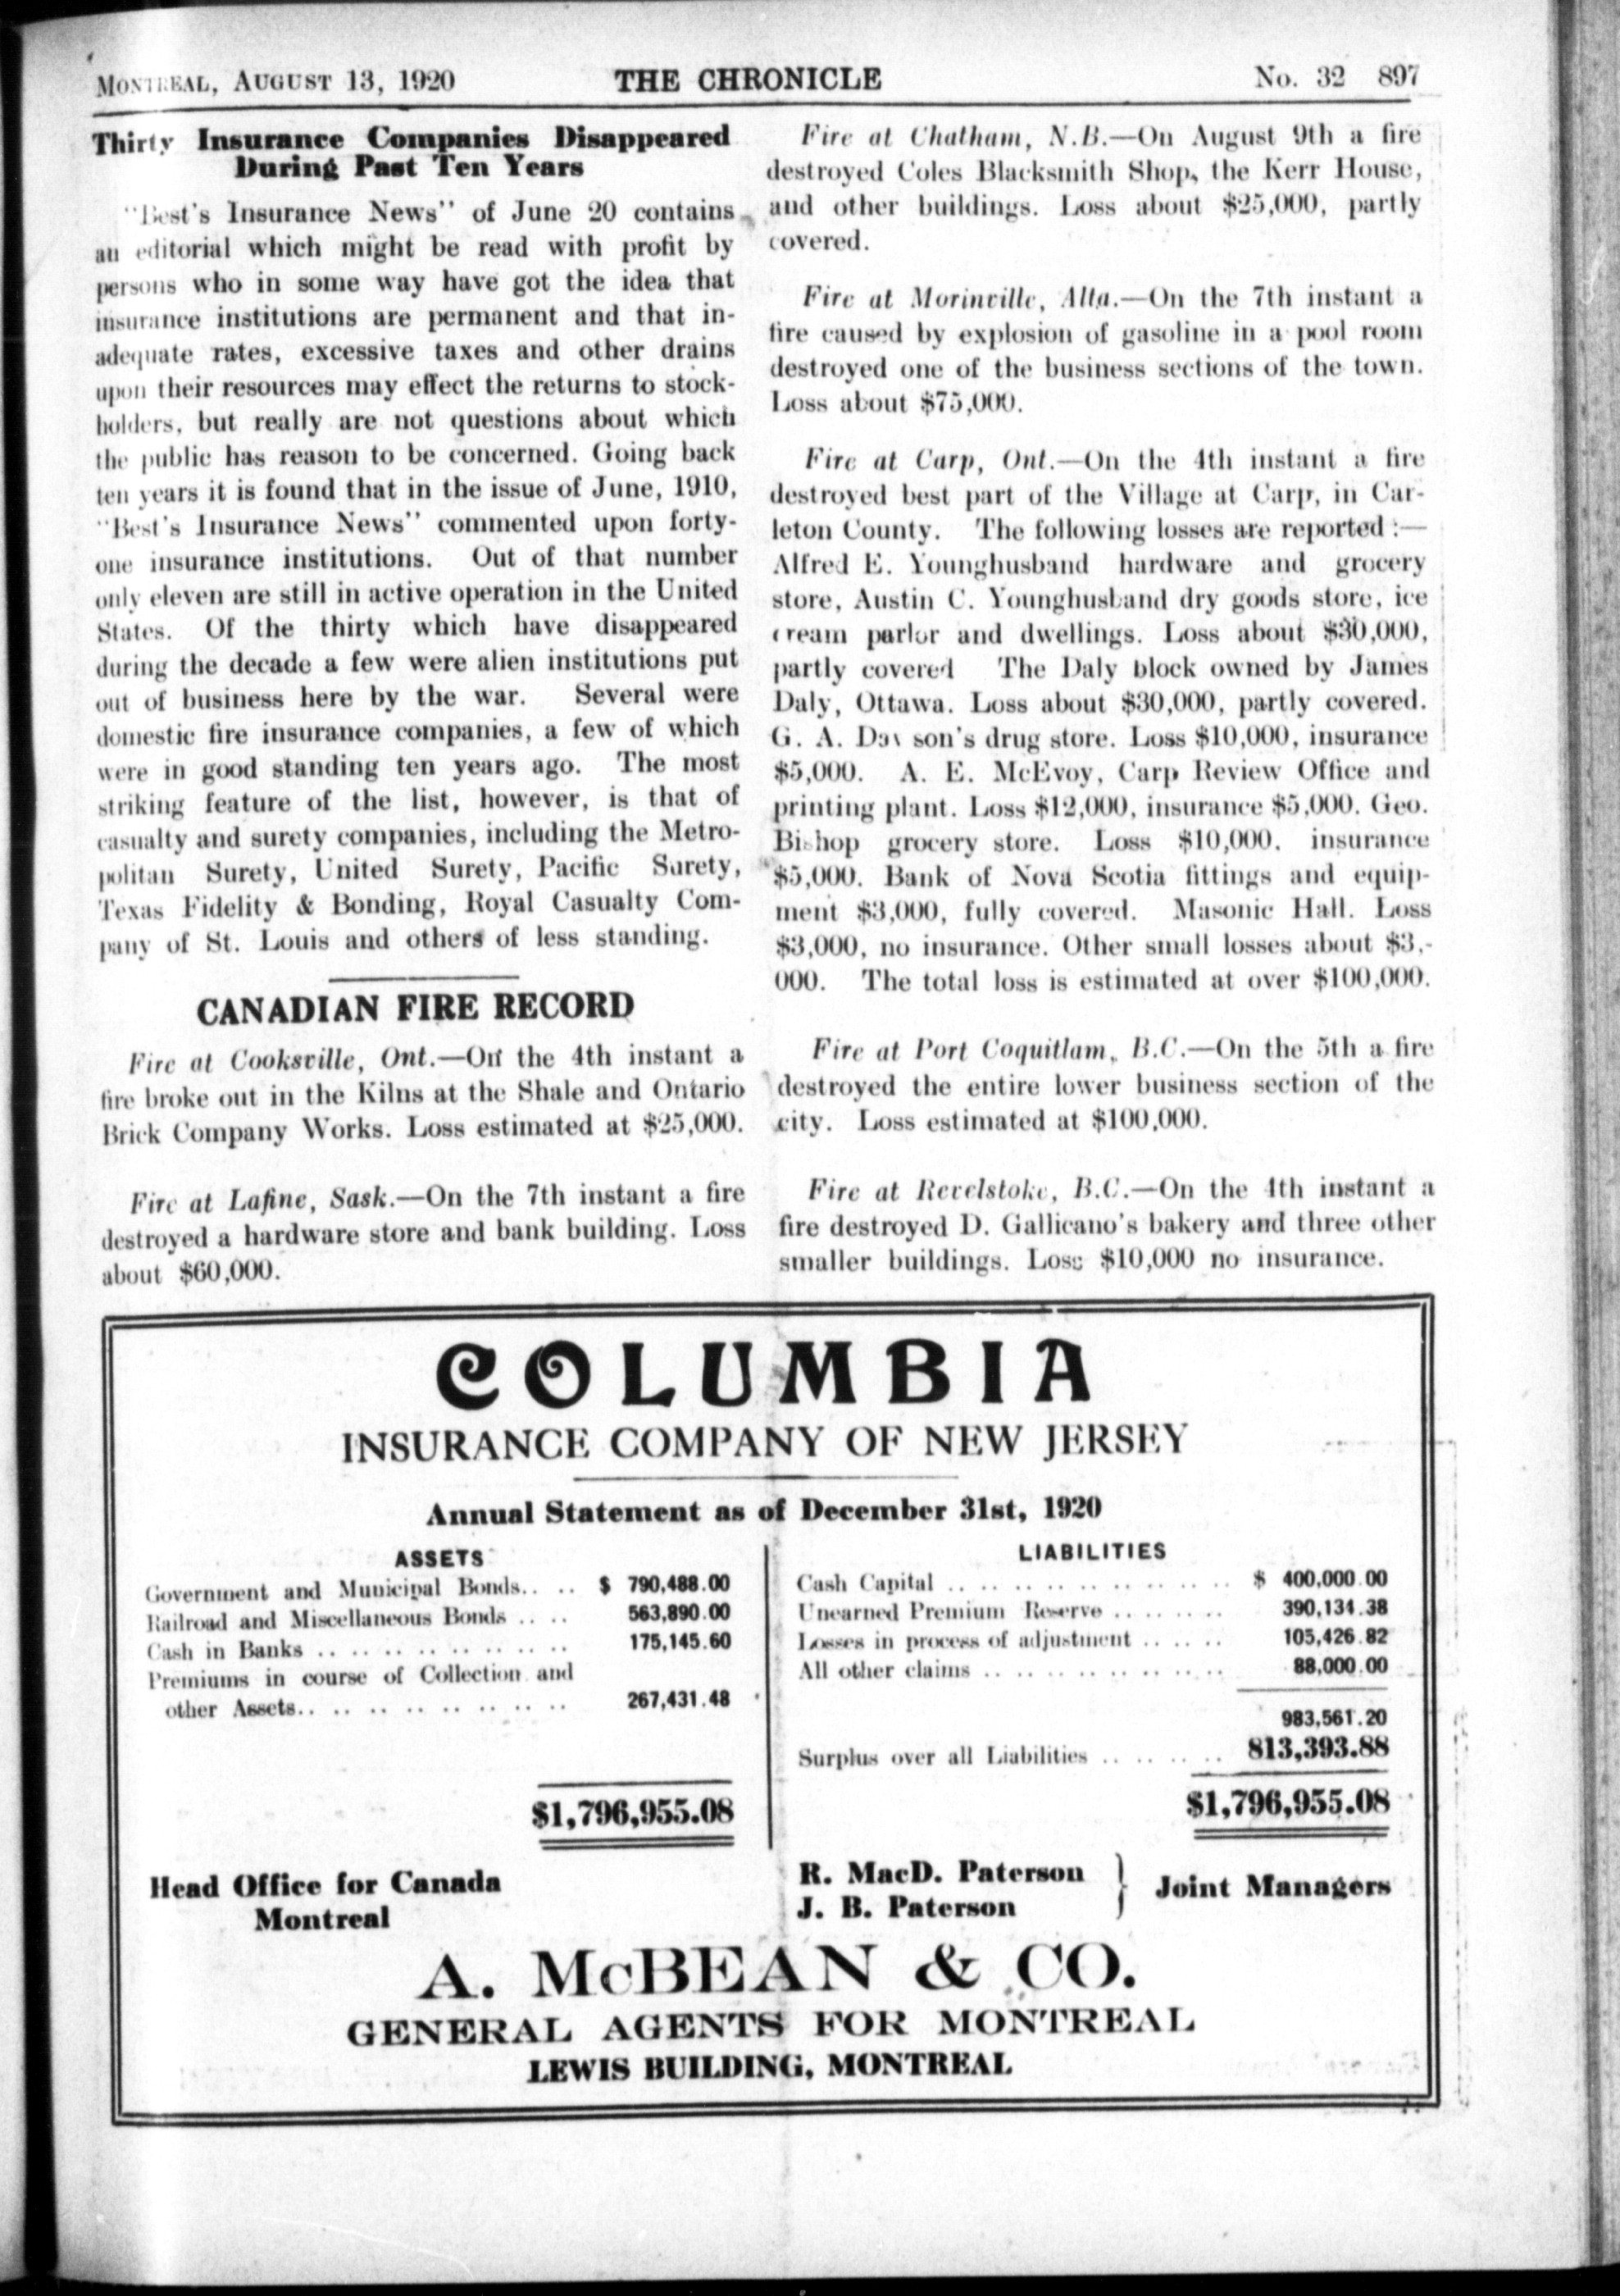 MONTREAL, AUGUST 13, 1920 THE CHRONICLE No. 32 897
Thirty Insurance Companies Disappeared
During Past Ten Years
"Best's Insurance News" of June 20 contains
an editorial which might be read with profit by
persons who in some way have got the idea that
insurance institutions are permanent and that in-
adequate rates, excessive taxes and other drains
upon their resources may effect the returns to stock-
holders, but really are not questions about which
the public has reason to be concerned. Going back
ten years it is found that in the issue of June, 1910,
"Best's Insurance News" commented upon forty-
one insurance institutions. Out of that number
only eleven are still in active operation in the United
States. Of the thirty which have disappeared
during the decade a few were alien institutions put
out of business here by the war. Several were
domestic fire insurance companies, a few of which
were in good standing ten years ago. The most
striking feature of the list, however, is that of
casualty and surety companies, including the Metro-
politan Surety, United Surety, Pacific Surety,
Texas Fidelity & Bonding, Royal Casualty Com-
pany of St. Louis and others of less standing.
CANADIAN FIRE RECORD
Fire at Cooksville, Ont.—On the 4th instant a
fire broke out in the Kilns at the Shale and Ontario
Brick Company Works. Loss estimated at $25,000.
Fire at Lafine, Sask.—On the 7th instant a fire
destroyed a hardware store and bank building. Loss
about $60,000.
Fire at Chatham, N.B.—On August 9th a fire
destroyed Coles Blacksmith Shop, the Kerr House,
and other buildings. Loss about $25,000, partly
covered.
Fire at Morinville, Alta.—On the 7th instant a
fire caused by explosion of gasoline in a pool room
destroyed one of the business sections of the town.
Loss about $75,000.
Fire at Carp, Ont.—On the 4th instant a fire
destroyed best part of the Village at Carp, in Car-
leton County. The following losses are reported:—
Alfred E. Younghusband hardware and grocery
store, Austin C. Younghusband dry goods store, ice
cream parlor and dwellings. Loss about $30,000,
partly covered The Daly block owned by James
Daly, Ottawa. Loss about $30,000, partly covered.
G. A. son's drug store. Loss $10,000, insurance
$5,000. A. E. McEvoy, Carp Review Office and
printing plant. Loss $12,000, insurance $5,000. Geo.
Bishop grocery store. Loss $10,000. insurance
$5,000. Bank of Nova Scotia fittings and equip-
ment $3,000, fully covered. Masonic Hall. Loss
$3,000, no insurance. Other small losses about $3,-
000. The total loss is estimated at over $100,000.
Fire at Port Coquitlam, B.C.—On the 5th a fire
destroyed the entire lower business section of the
city. Loss estimated at $100,000.
Fire at Revelstoke, B.C.—On the 4th instant a
fire destroyed D. Gallicano's bakery and three other
smaller buildings. Loss $10,000 no insurance.
COLUMBIA
INSURANCE COMPANY OF NEW JERSEY
Annual Statement as of December 31st, 1920
ASSETS
Government and Municipal Bonds.. .. $ 790,488.00
Railroad and Miscellaneous Bonds .. .. 563,890.00
Cash in Banks .. .. .. .. .. .. .. .. 175,145.60
Premiums in course of Collection and
other Assets.. .. .. .. .. .. .. .. 267,431.48
$1,796,955.08
LIABILITIES
Cash Capital .. .. .. .. .. .. .. .. .. $ 400,000.00
Unearned Premium Reserve .. .. .. .. 390,134.38
Losses in process of adjustment .. .. .. 105,426.82
All other claims .. .. .. .. .. .. .. .. 88,000.00
983,561.20
Surplus over all Liabilities .. .. .. .. 813,393.88
$1,796,955.08
Head Office for Canada
Montreal
R. MacD. Paterson
J. B. Paterson } Joint Managers
A. McBEAN & CO.
GENERAL AGENTS FOR MONTREAL
LEWIS BUILDING, MONTREAL